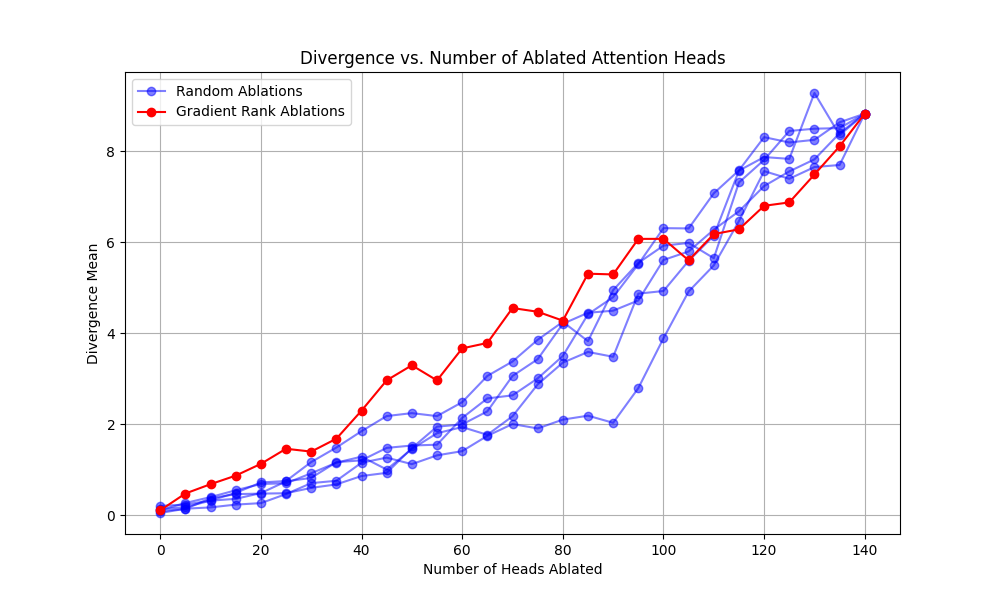 Divergence vs. Number of Ablated Attention Heads
Random Ablations
Gradient Rank Ablations
Divergence Mean
8
6
4
2
0
0 20 40 60 80 100 120 140
Number of Heads Ablated